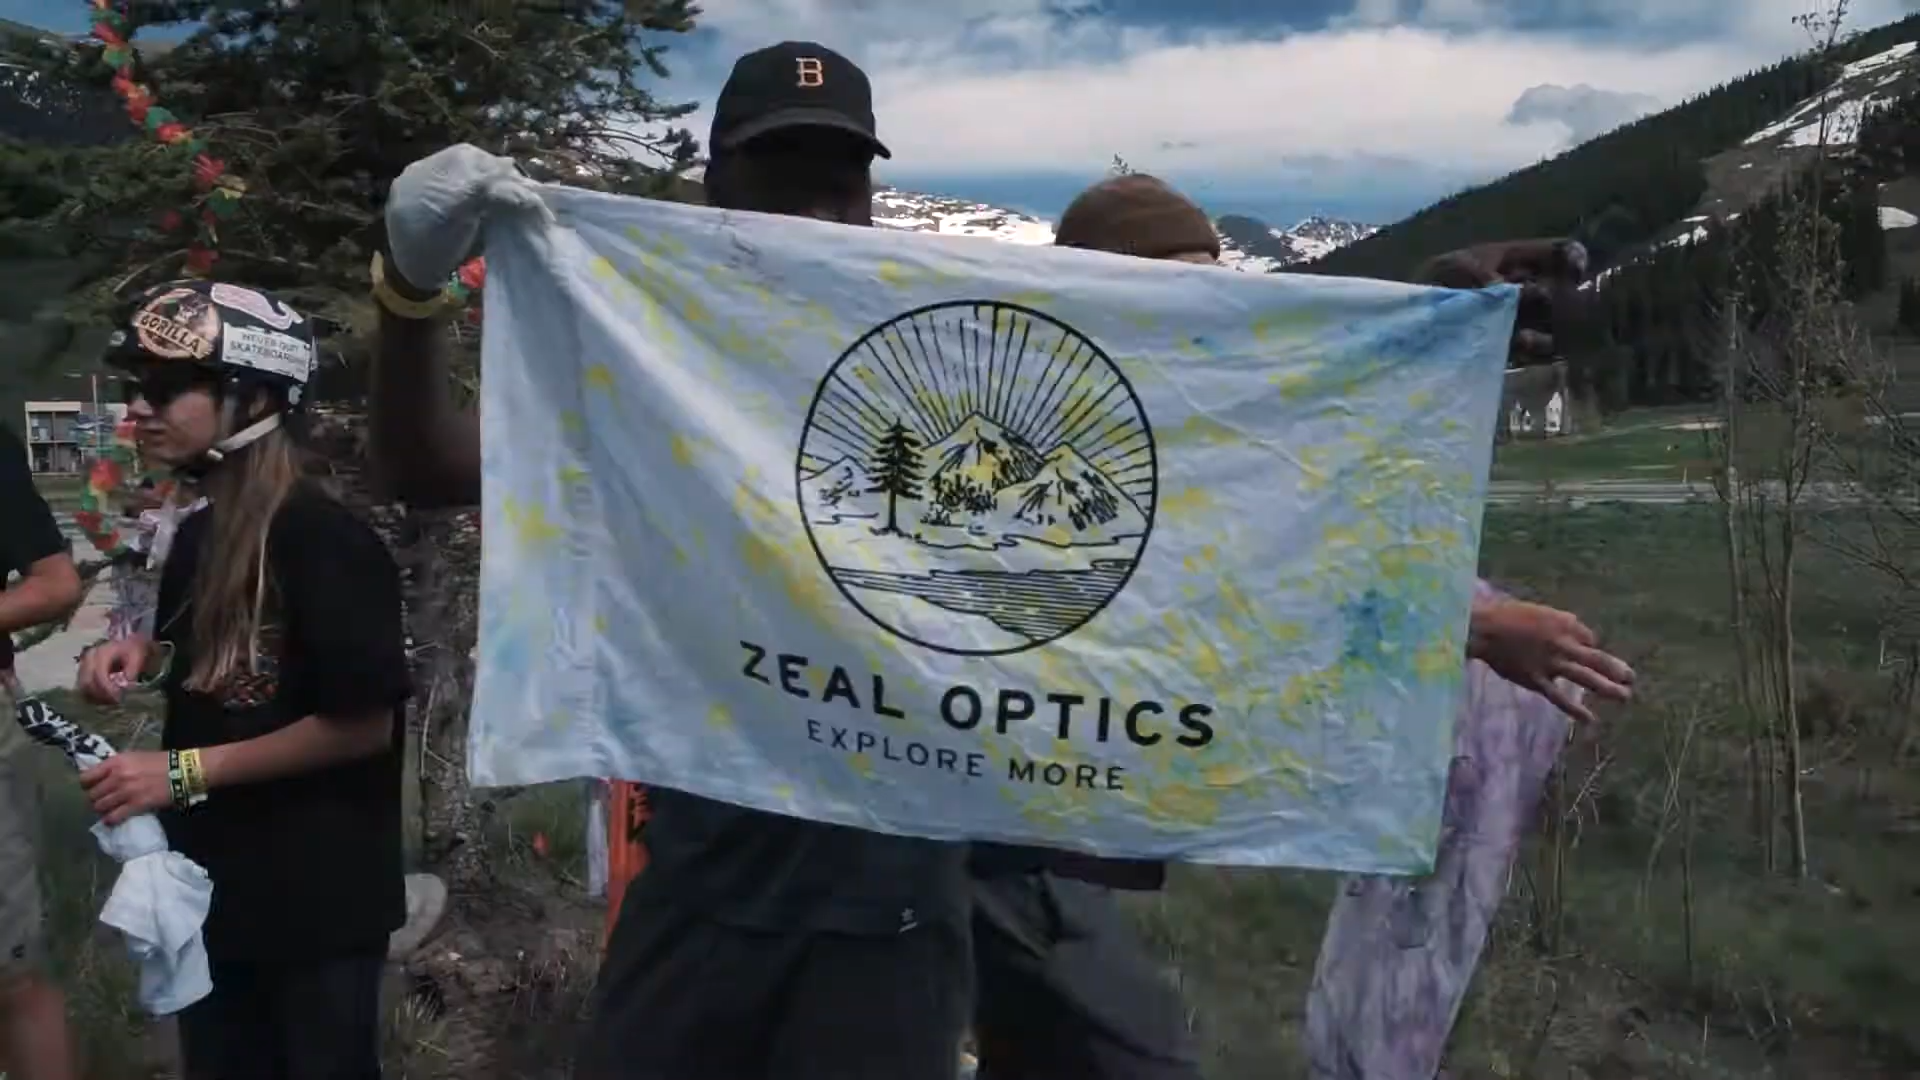 B
GORILLA
NEVER QUIT
SKATEBOARDING
ZEAL OPTICS
EXPLORE MORE